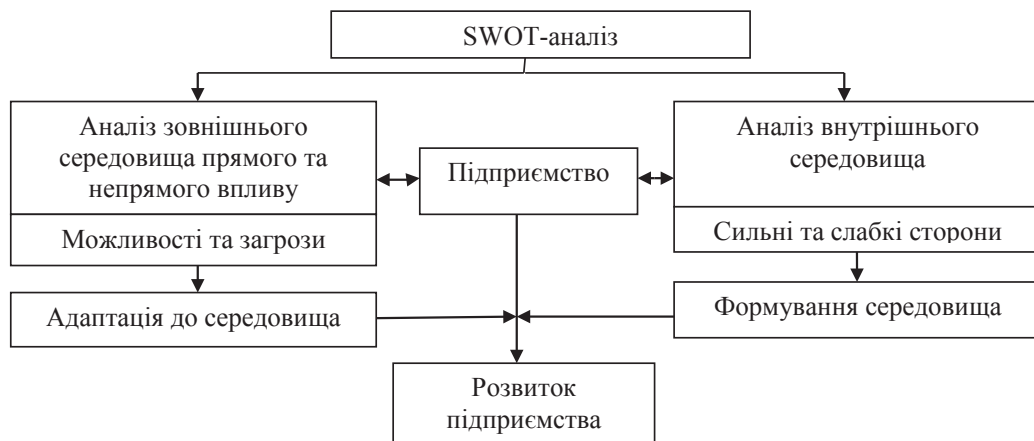 SWOT-аналіз
Аналіз зовнішнього
середовища прямого та
непрямого впливу
Можливості та загрози
Адаптація до середовища
Підприємство
Аналіз внутрішнього
середовища
Сильні та слабкі сторони
Формування середовища
Розвиток
підприємства